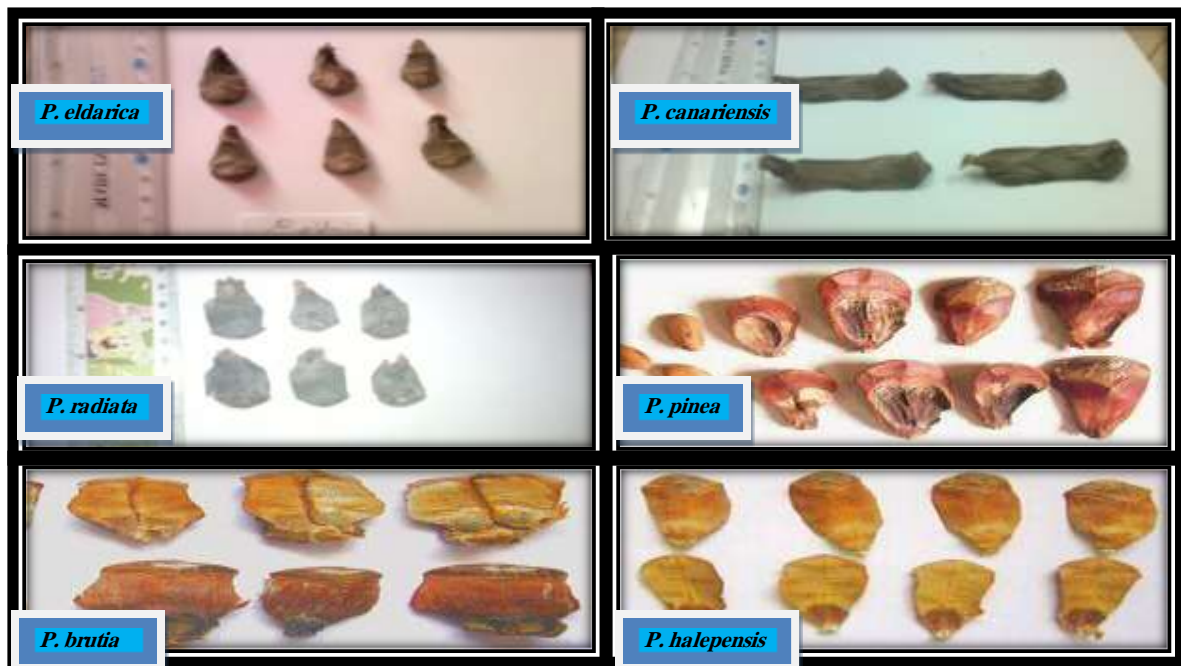 P. eldarica
P. canariensis
P. radiata
P. pinea
P. brutia
P. halepensis